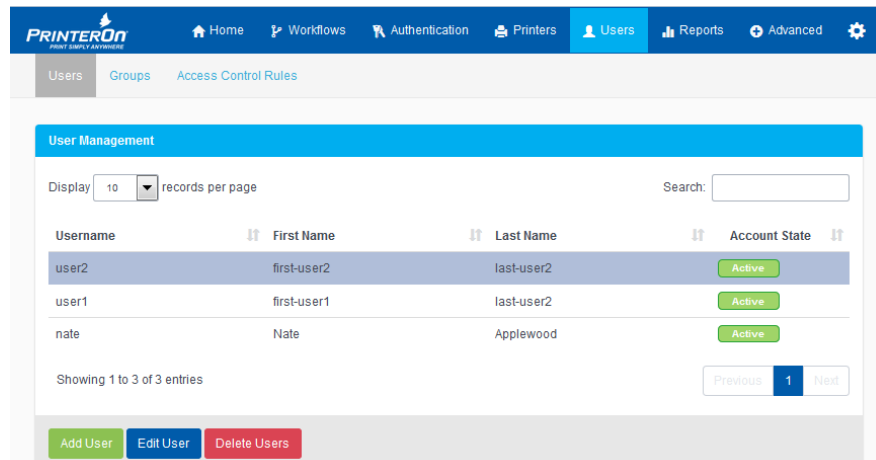 PRINTERON
PRINT SIMPLY ANYWHERE
Home Workflows Authentication Printers Users Reports Advanced
Users Groups Access Control Rules
User Management
Display 10 records per page Search:
Username First Name Last Name Account State
user2 first-user2 last-user2 Active
user1 first-user1 last-user2 Active
nate Nate Applewood Active
Showing 1 to 3 of 3 entries Previous 1 Next
Add User Edit User Delete Users